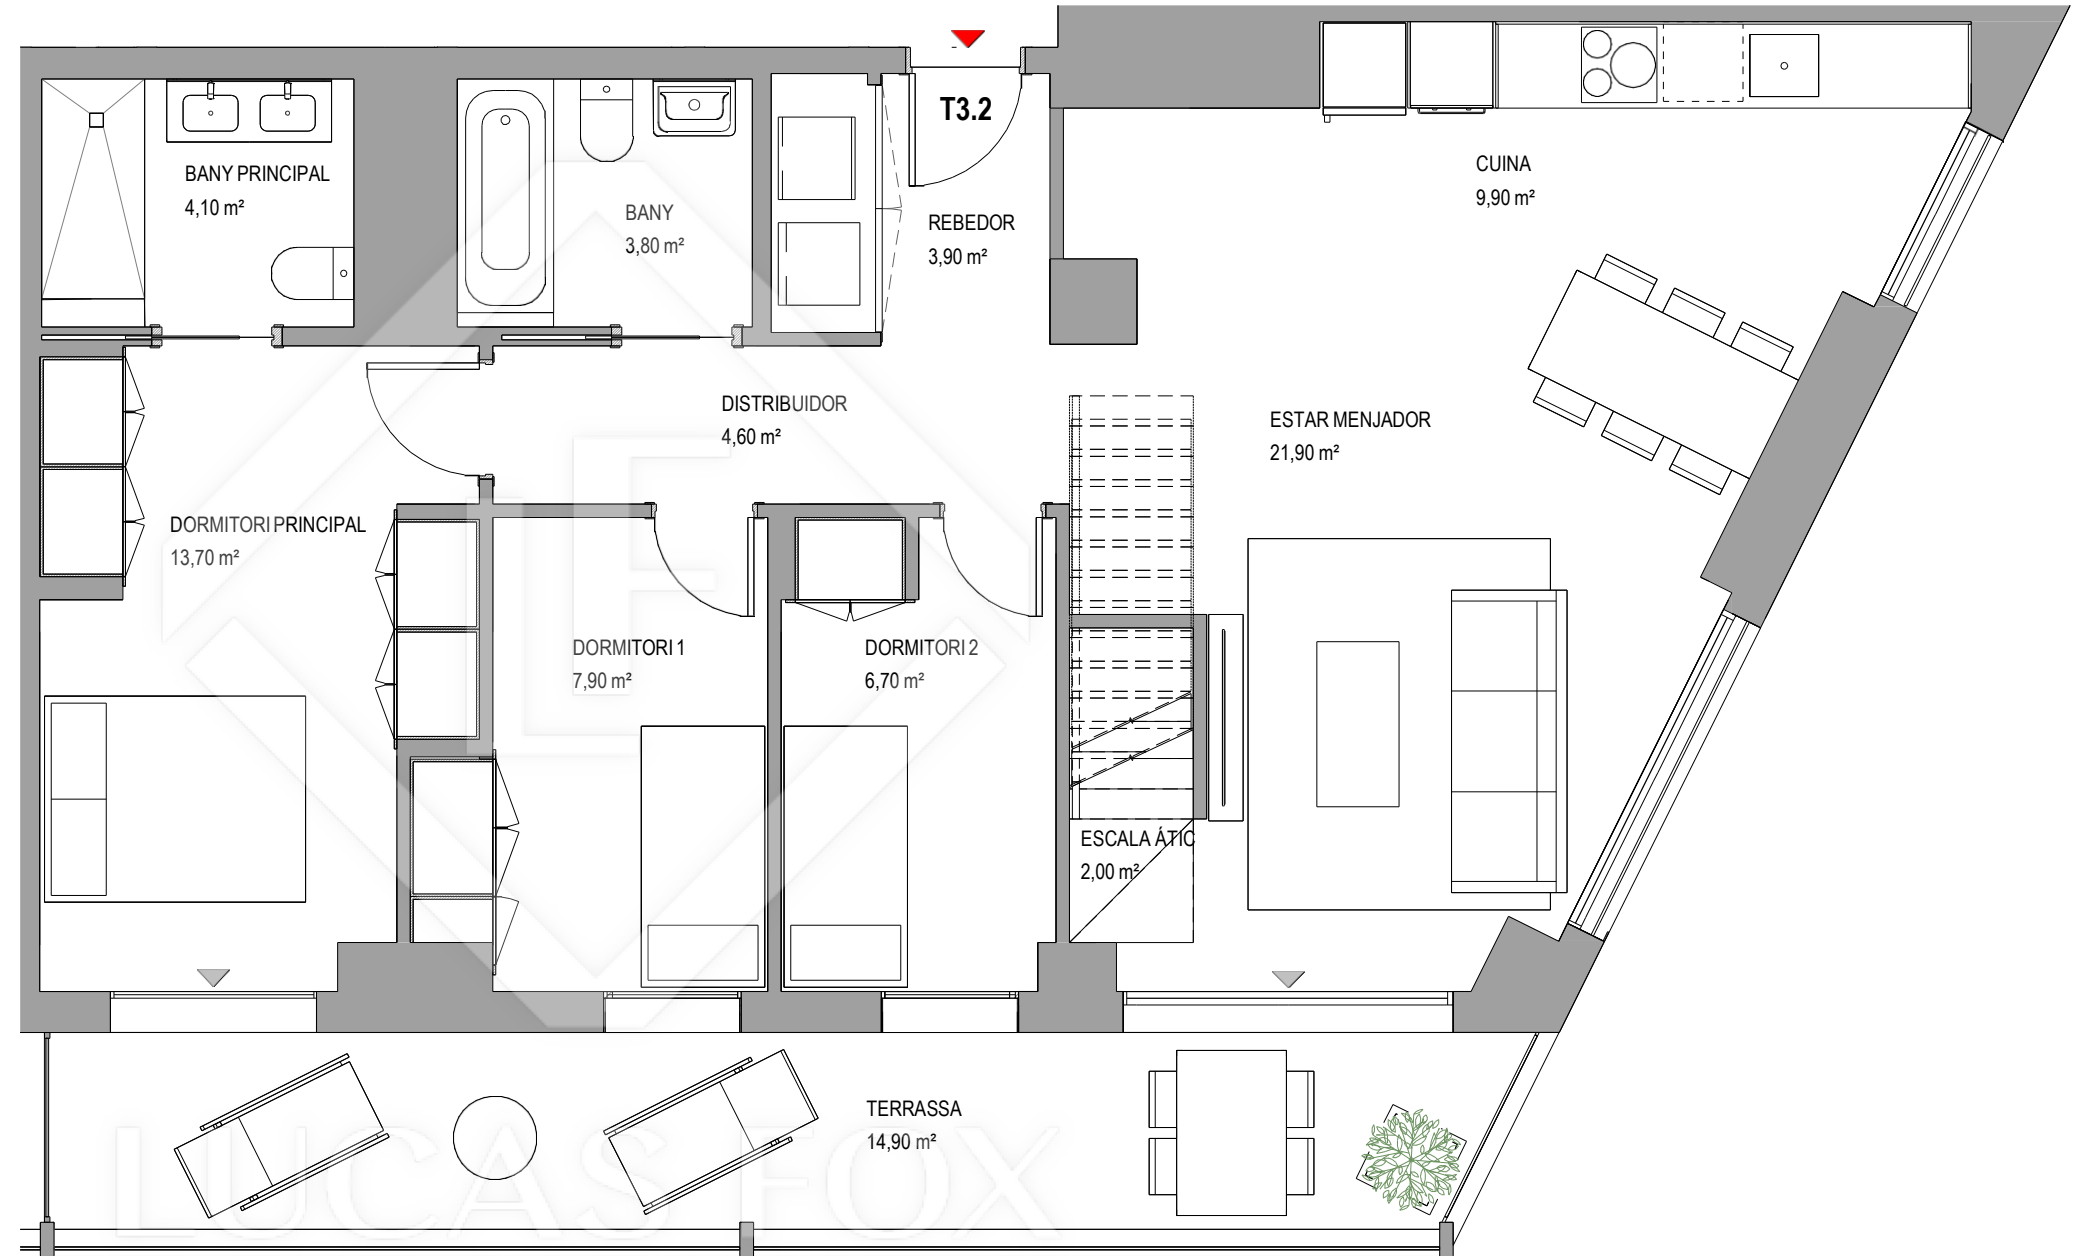 T3.2
BANY PRINCIPAL
4,10 m²
BANY
3,80 m²
REBEDOR
3,90 m²
CUINA
9,90 m²
DISTRIBUIDOR
4,60 m²
ESTAR MENJADOR
21,90 m²
DORMITORI PRINCIPAL
13,70 m²
DORMITORI 1
7,90 m²
DORMITORI 2
6,70 m²
ESCALA ÁTIC
2,00 m²
TERRASSA
14,90 m²
LF
LUCAS FOX